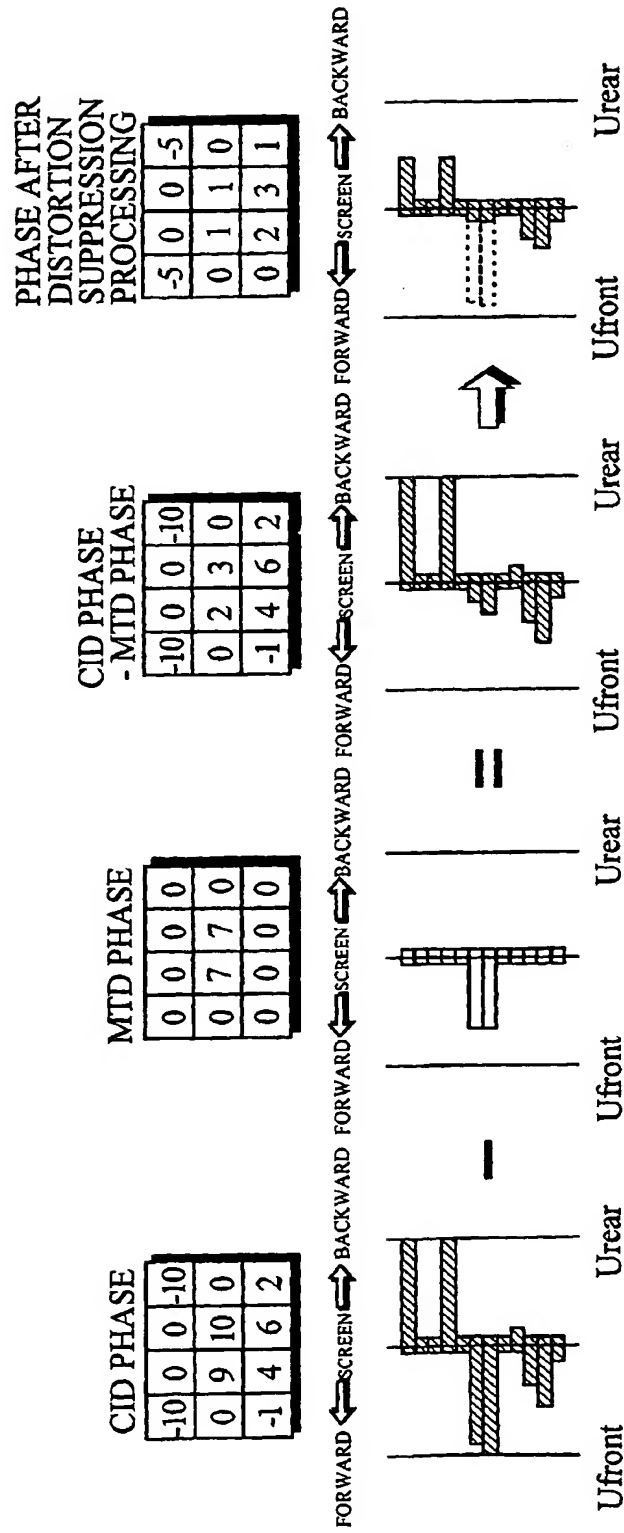 CID PHASE
-10 0 0 -10
0 9 10 0
-1 4 6 2
MTD PHASE
0 0 0 0
0 7 7 0
0 0 0 0
CID PHASE
- MTD PHASE
-10 0 0 -10
0 2 3 0
-1 4 6 2
PHASE AFTER
DISTORTION
SUPPRESSION
PROCESSING
-5 0 0 -5
0 1 1 0
0 2 3 1
FORWARD SCREEN BACKWARD
FORWARD SCREEN BACKWARD
FORWARD SCREEN BACKWARD
FORWARD SCREEN BACKWARD
-
=
Ufront Urear
Ufront Urear
Ufront Urear
Ufront Urear